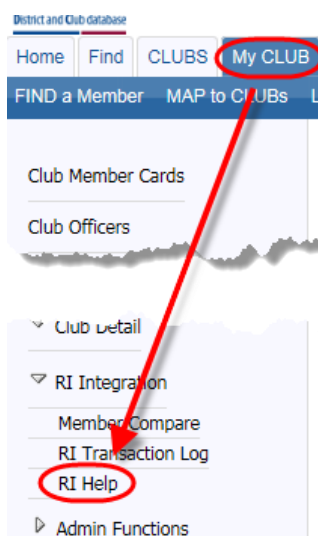 District and Club database
Home Find CLUBS My CLUB
FIND a Member MAP to CLUBs L
Club Member Cards
Club Officers
Club Detail
RI Integration
Member Compare
RI Transaction Log
RI Help
Admin Functions